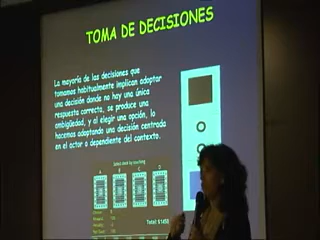 TOMA DE DECISIONES
La mayoría de las decisiones que
tomamos habitualmente implican adoptar
una decisión donde no hay una única
respuesta correcta, se produce una
ambigüedad, y al elegir una opción, lo
hacemos adoptando una decisión centrada
en el actor o dependiente del contexto.
A B C D